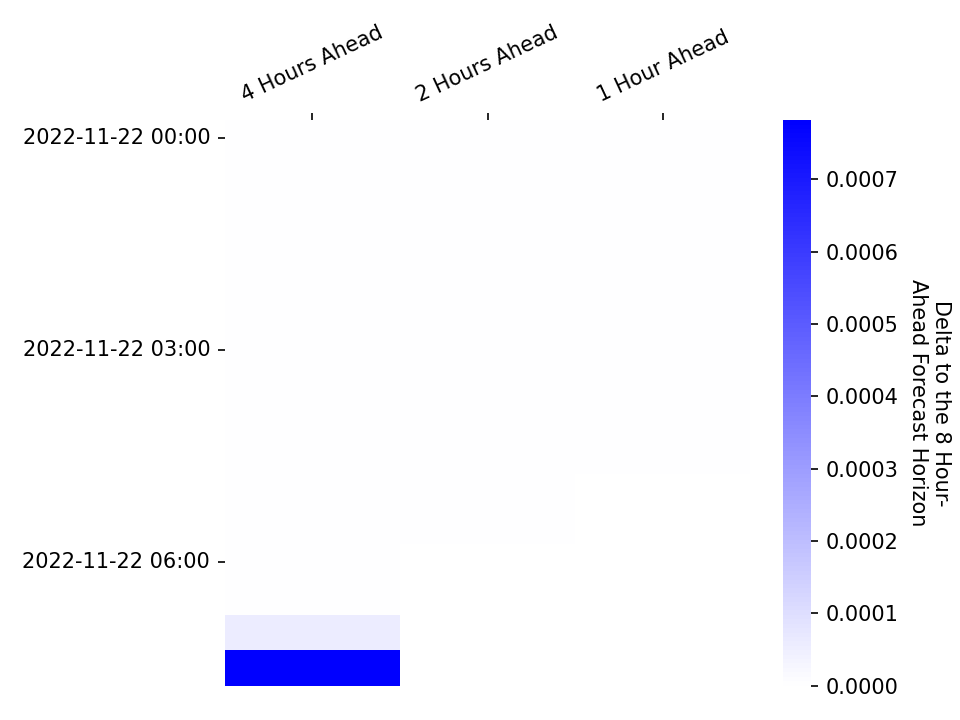 4 Hours Ahead
2 Hours Ahead
1 Hour Ahead
2022-11-22 00:00
2022-11-22 03:00
2022-11-22 06:00
0.0007
0.0006
0.0005
0.0004
0.0003
0.0002
0.0001
0.0000
Delta to the 8 Hour-
Ahead Forecast Horizon